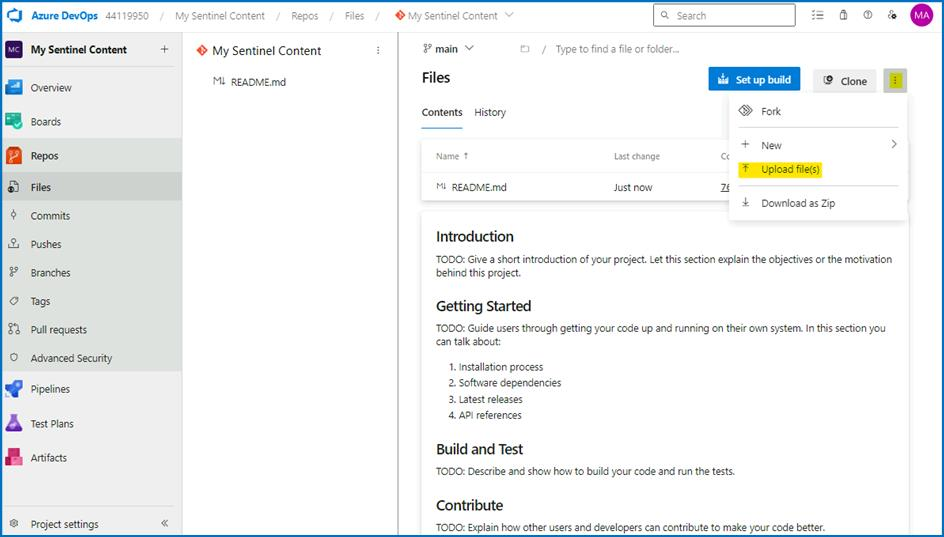 Azure DevOps 44119950 / My Sentinel Content / Repos / Files / My Sentinel Content
Search
MA
MC My Sentinel Content +
Overview
Boards
Repos
Files
Commits
Pushes
Branches
Tags
Pull requests
Advanced Security
Pipelines
Test Plans
Artifacts
Project settings
My Sentinel Content
M↓ README.md
main / Type to find a file or folder...
Files
Set up build
Clone
Fork
+ New
Upload file(s)
Download as Zip
Contents History
Name ↑ Last change
M↓ README.md Just now
Introduction
TODO: Give a short introduction of your project. Let this section explain the objectives or the motivation
behind this project.
Getting Started
TODO: Guide users through getting your code up and running on their own system. In this section you
can talk about:
1. Installation process
2. Software dependencies
3. Latest releases
4. API references
Build and Test
TODO: Describe and show how to build your code and run the tests.
Contribute
TODO: Explain how other users and developers can contribute to make your code better.